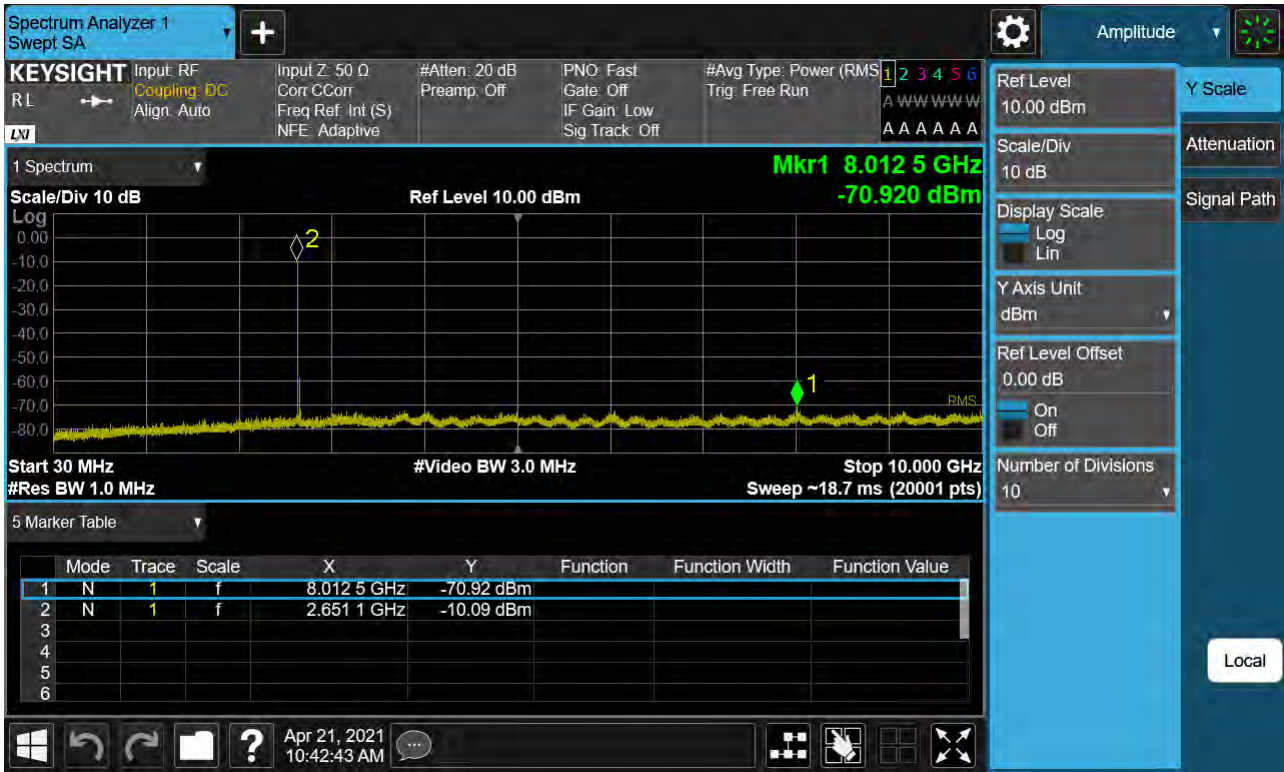 Spectrum Analyzer 1
Swept SA
Amplitude
KEYSIGHT
RL
LXI
Input: RF
Coupling: DC
Align: Auto
Input Z: 50 Ω
Corr CCorr
Freq Ref: Int (S)
NFE: Adaptive
#Atten: 20 dB
Preamp: Off
PNO: Fast
Gate: Off
IF Gain: Low
Sig Track: Off
#Avg Type: Power (RMS
Trig: Free Run
1 2 3 4 5 6
A W W W W W
A A A A A A
1 Spectrum
Mkr1 8.012 5 GHz
-70.920 dBm
Scale/Div 10 dB
Ref Level 10.00 dBm
Log
0.00
-10.0
-20.0
-30.0
-40.0
-50.0
-60.0
-70.0
-80.0
2
1
RMS
Start 30 MHz
#Video BW 3.0 MHz
Stop 10.000 GHz
#Res BW 1.0 MHz
Sweep ~18.7 ms (20001 pts)
5 Marker Table
Mode Trace Scale X Y Function Function Width Function Value
1 N 1 f 8.012 5 GHz -70.92 dBm
2 N 1 f 2.651 1 GHz -10.09 dBm
3
4
5
6
Ref Level
10.00 dBm
Scale/Div
10 dB
Display Scale
Log
Lin
Y Axis Unit
dBm
Ref Level Offset
0.00 dB
On
Off
Number of Divisions
10
Y Scale
Attenuation
Signal Path
Local
Apr 21, 2021
10:42:43 AM